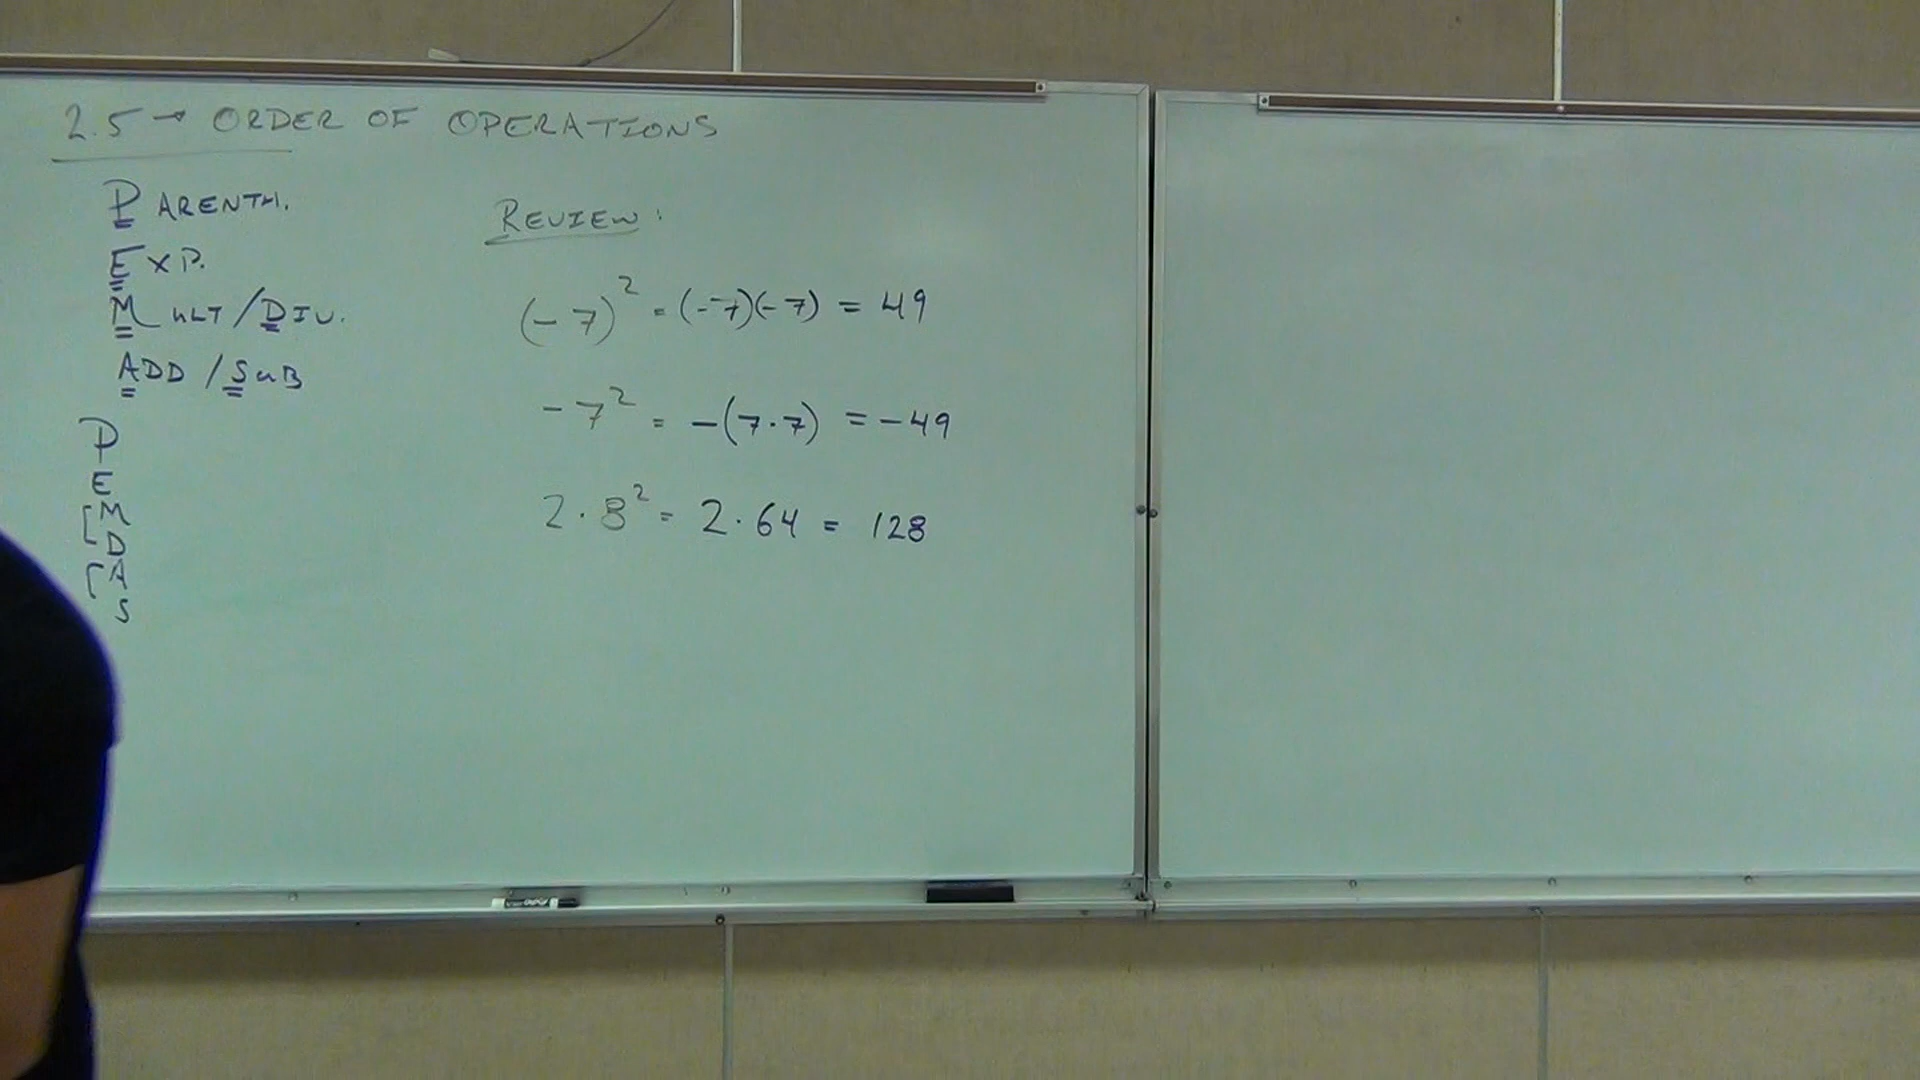 2.5 → ORDER OF OPERATIONS
PARENTH.
EXP.
MULT/DIV.
ADD/SUB
P
E
[M
D
[A
S
REVIEW:
(-7)² = (-7)(-7) = 49
-7² = -(7·7) = -49
2·8² = 2·64 = 128